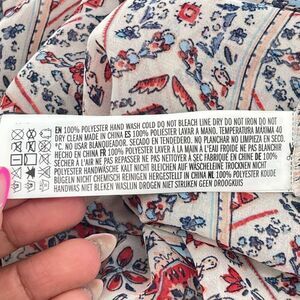 EN 100% POLYESTER HAND WASH COLD DO NOT BLEACH LINE DRY DO NOT IRON DO NOT
DRY CLEAN MADE IN CHINA ES 100% POLYESTER LAVAR A MANO. TEMPERATURA MAXIMA 40
ºC. NO USAR BLANQUEADOR. SECADO EN TENDEDERO. NO PLANCHAR. NO LIMPIEZA EN SECO.
HECHO EN CHINA FR 100% POLYESTER LAVAGE À LA MAIN À L'EAU FROIDE NE PAS BLANCHIR
SÉCHER À L'AIR NE PAS REPASSER NE PAS NETTOYER À SEC FABRIQUÉ EN CHINE DE 100%
POLYESTER HANDWÄSCHE KALT NICHT BLEICHEN AUF WÄSCHELEINE TROCKNEN NICHT
BÜGELN NICHT CHEMISCH REINIGEN HERGESTELLT IN CHINA NL 100% POLYESTER KOUDE
HANDWAS NIET BLEKEN WASLIJN DROGEN NIET STRIJKEN GEEN DROOGKUIS